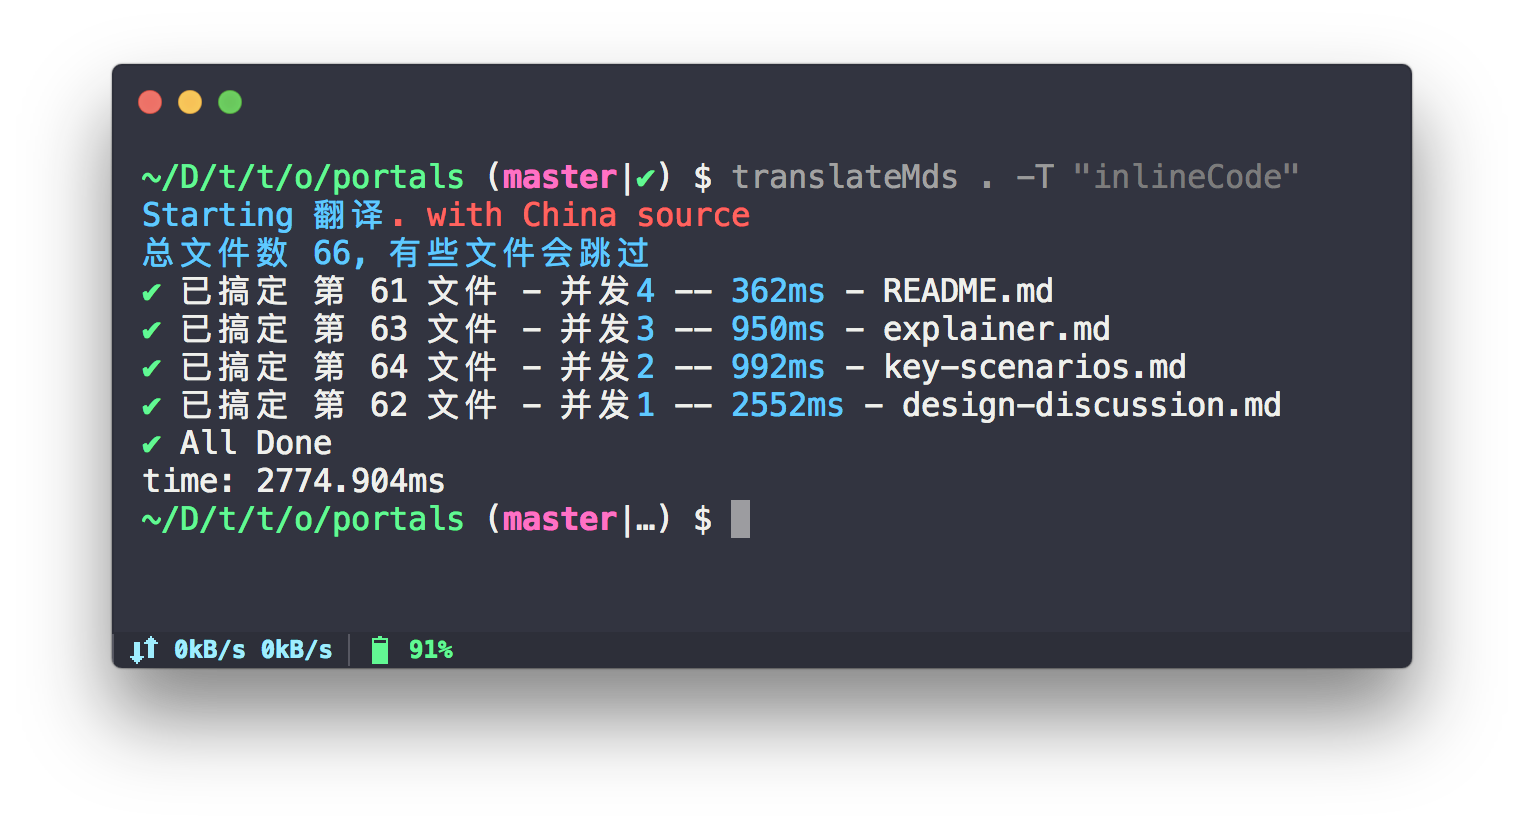 ~/D/t/t/o/portals (master|✔) $ translateMds . -T "inlineCode"
Starting 翻译. with China source
总文件数 66, 有些文件会跳过
✔ 已搞定 第 61 文件 - 并发4 -- 362ms - README.md
✔ 已搞定 第 63 文件 - 并发3 -- 950ms - explainer.md
✔ 已搞定 第 64 文件 - 并发2 -- 992ms - key-scenarios.md
✔ 已搞定 第 62 文件 - 并发1 -- 2552ms - design-discussion.md
✔ All Done
time: 2774.904ms
~/D/t/t/o/portals (master|…) $
0kB/s 0kB/s 91%